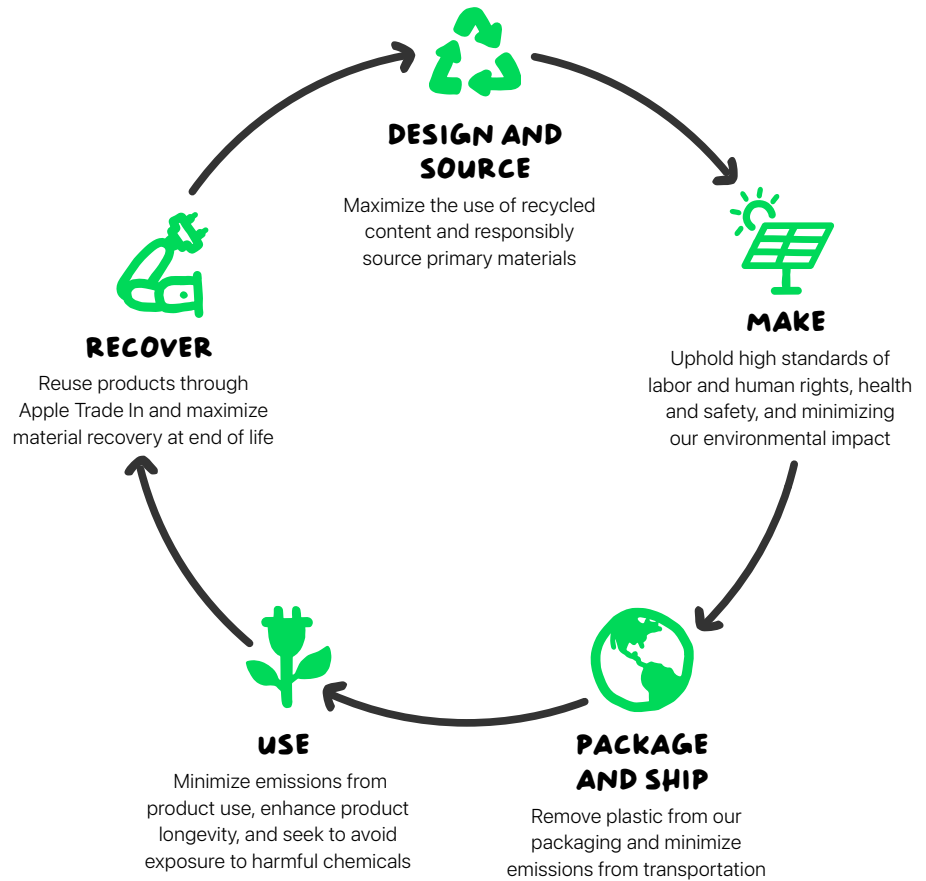 DESIGN AND
SOURCE
Maximize the use of recycled
content and responsibly
source primary materials
MAKE
Uphold high standards of
labor and human rights, health
and safety, and minimizing
our environmental impact
PACKAGE
AND SHIP
Remove plastic from our
packaging and minimize
emissions from transportation
USE
Minimize emissions from
product use, enhance product
longevity, and seek to avoid
exposure to harmful chemicals
RECOVER
Reuse products through
Apple Trade In and maximize
material recovery at end of life